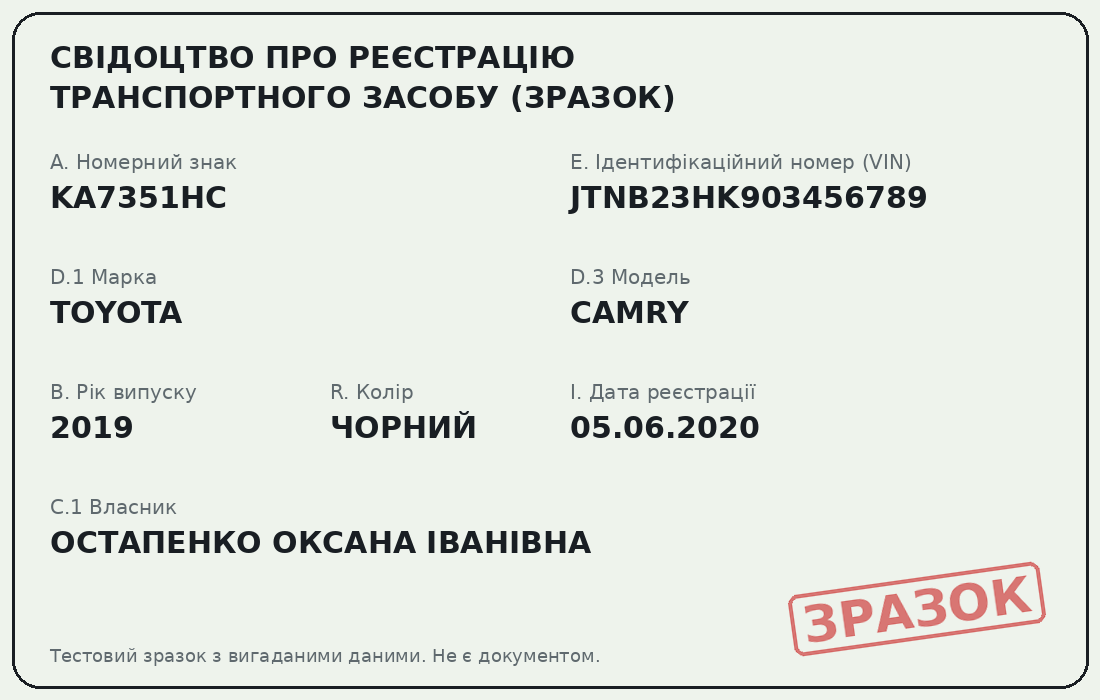 СВІДОЦТВО ПРО РЕЄСТРАЦІЮ
ТРАНСПОРТНОГО ЗАСОБУ (ЗРАЗОК)
A. Номерний знак
KA7351HC
E. Ідентифікаційний номер (VIN)
JTNB23HK903456789
D.1 Марка
TOYOTA
D.3 Модель
CAMRY
B. Рік випуску
2019
R. Колір
ЧОРНИЙ
I. Дата реєстрації
05.06.2020
C.1 Власник
ОСТАПЕНКО ОКСАНА ІВАНІВНА
ЗРАЗОК
Тестовий зразок з вигаданими даними. Не є документом.